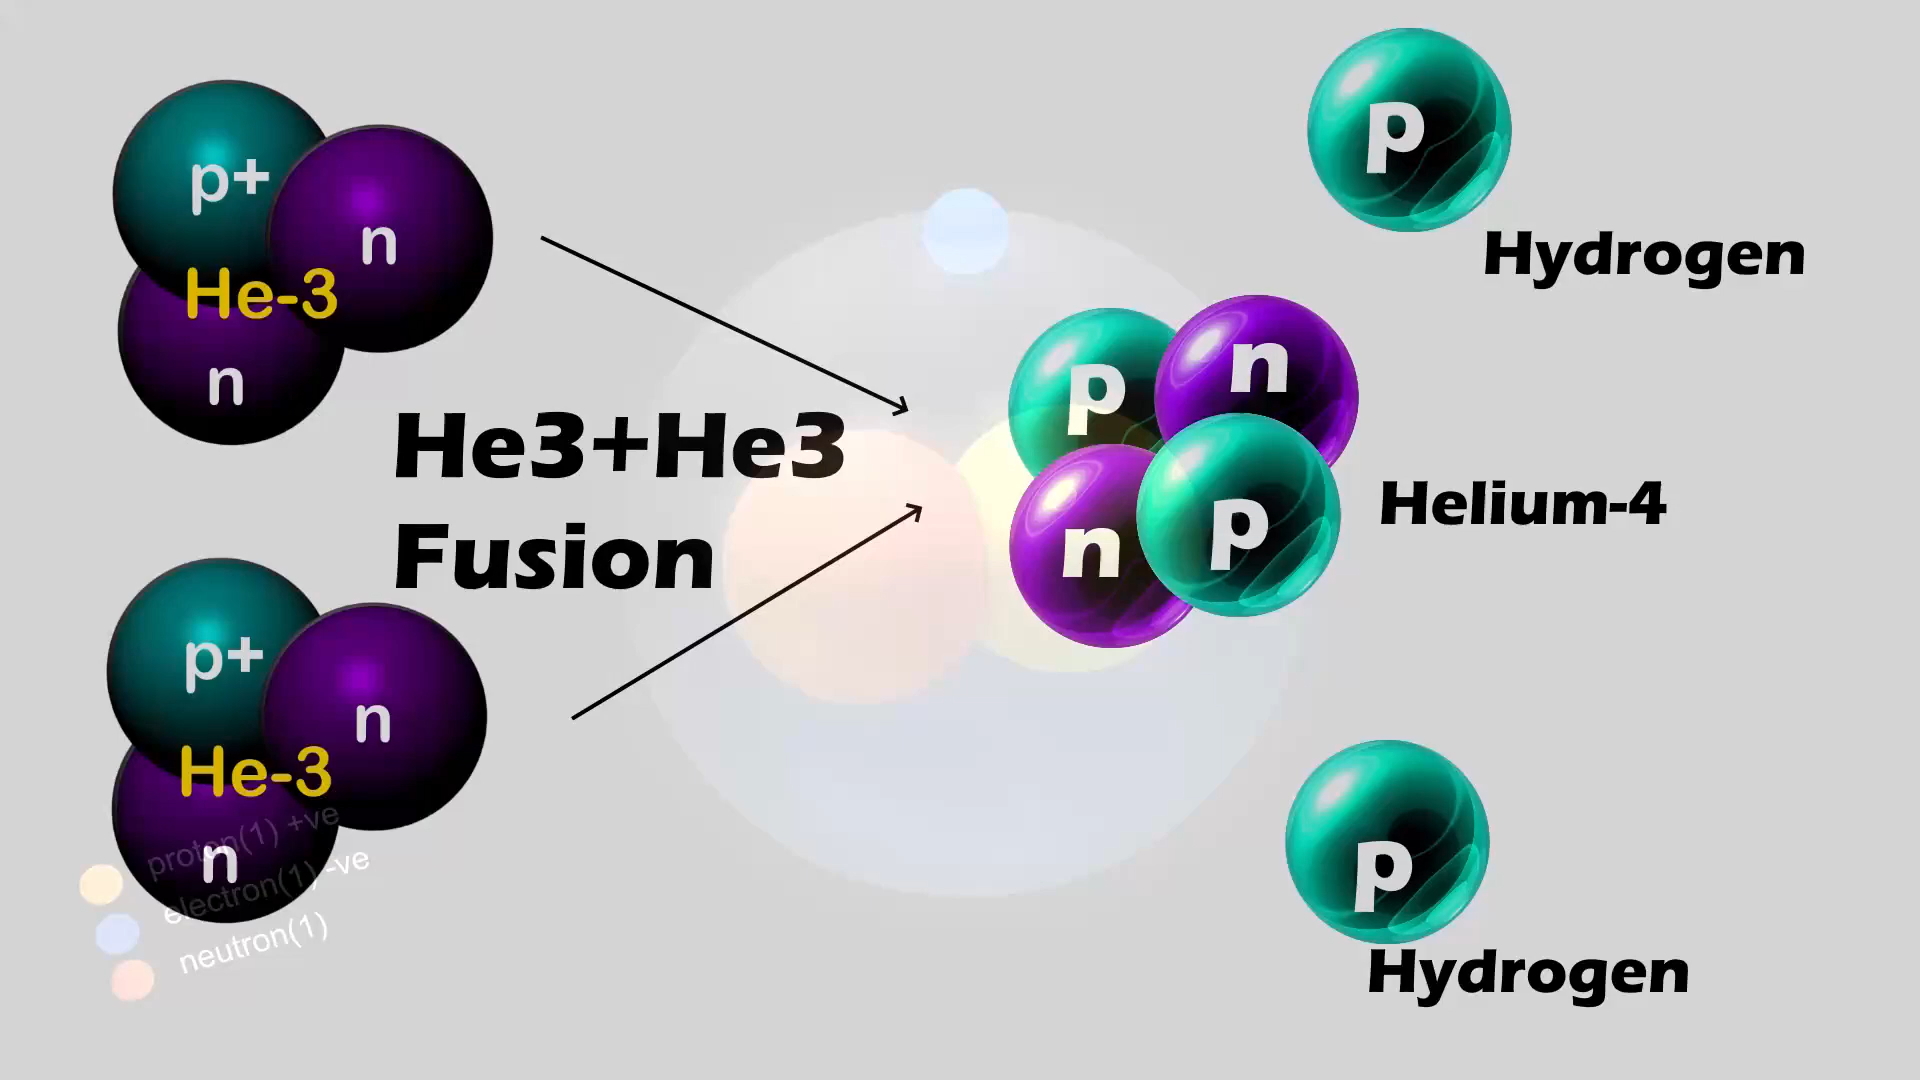 p+
n
He-3
n
He3+He3
Fusion
p+
n
He-3
n
proton(1) +ve
electron(1) -ve
neutron(1)
p
Hydrogen
p
n
n
p
Helium-4
p
Hydrogen